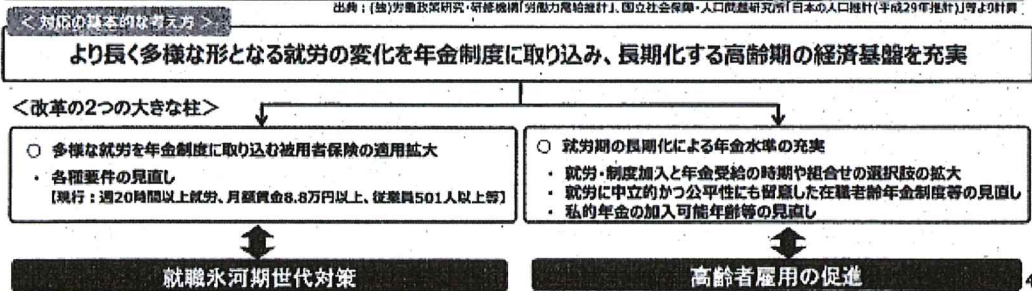 出典：(独)労働政策研究・研修機構「労働力需給推計」、国立社会保障・人口問題研究所「日本の人口推計(平成29年推計)」等より計算
＜対応の基本的な考え方＞
より長く多様な形となる就労の変化を年金制度に取り込み、長期化する高齢期の経済基盤を充実
＜改革の2つの大きな柱＞
○ 多様な就労を年金制度に取り込む被用者保険の適用拡大
・ 各種要件の見直し
【現行：週20時間以上就労、月額賃金8.8万円以上、従業員501人以上等】
○ 就労期の長期化による年金水準の充実
・ 就労・制度加入と年金受給の時期や組合せの選択肢の拡大
・ 就労に中立的かつ公平性にも留意した在職老齢年金制度等の見直し
・ 私的年金の加入可能年齢等の見直し
就職氷河期世代対策
高齢者雇用の促進
4